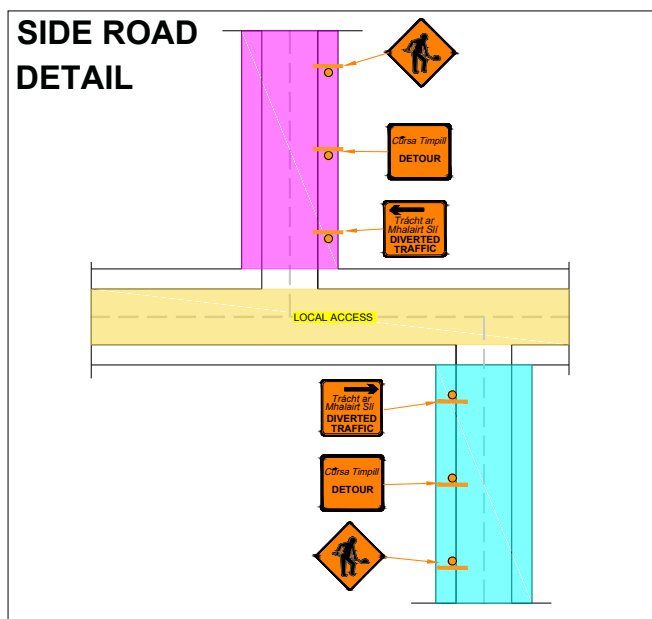 SIDE ROAD
DETAIL
Cúrsa Timpill
DETOUR
Trácht ar
Mhalairt Slí
DIVERTED
TRAFFIC
LOCAL ACCESS
Trácht ar
Mhalairt Slí
DIVERTED
TRAFFIC
Cúrsa Timpill
DETOUR